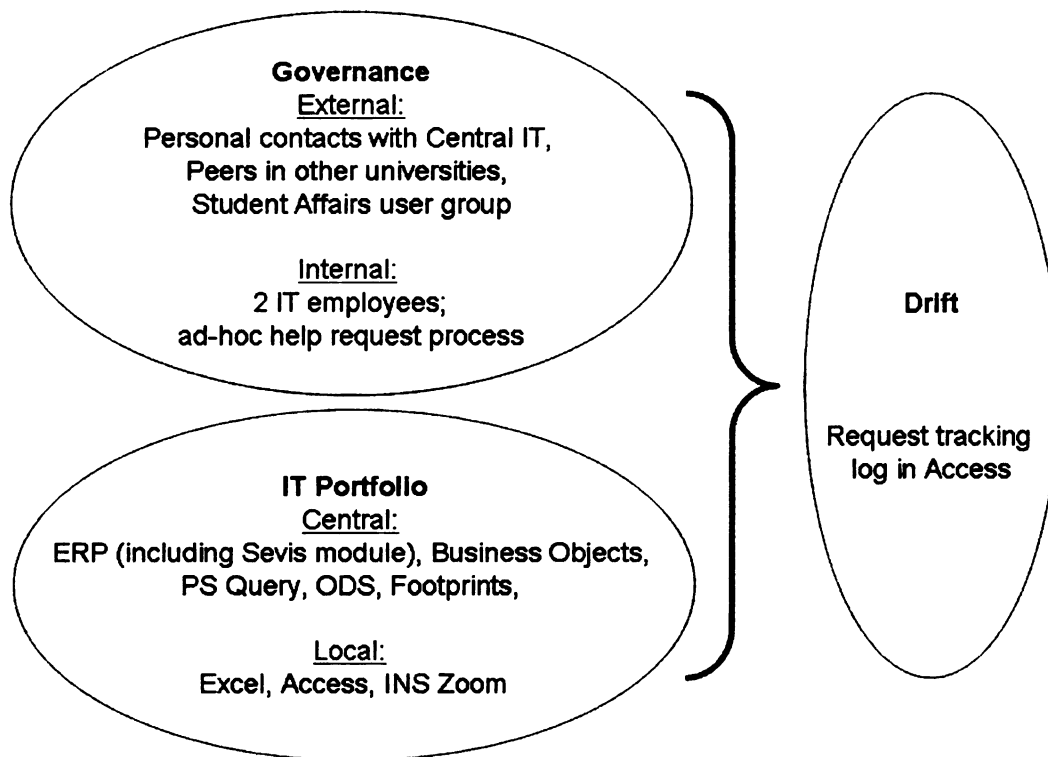 Governance
External:
Personal contacts with Central IT,
Peers in other universities,
Student Affairs user group
Internal:
2 IT employees;
ad-hoc help request process
IT Portfolio
Central:
ERP (including Sevis module), Business Objects,
PS Query, ODS, Footprints,
Local:
Excel, Access, INS Zoom
Drift
Request tracking
log in Access